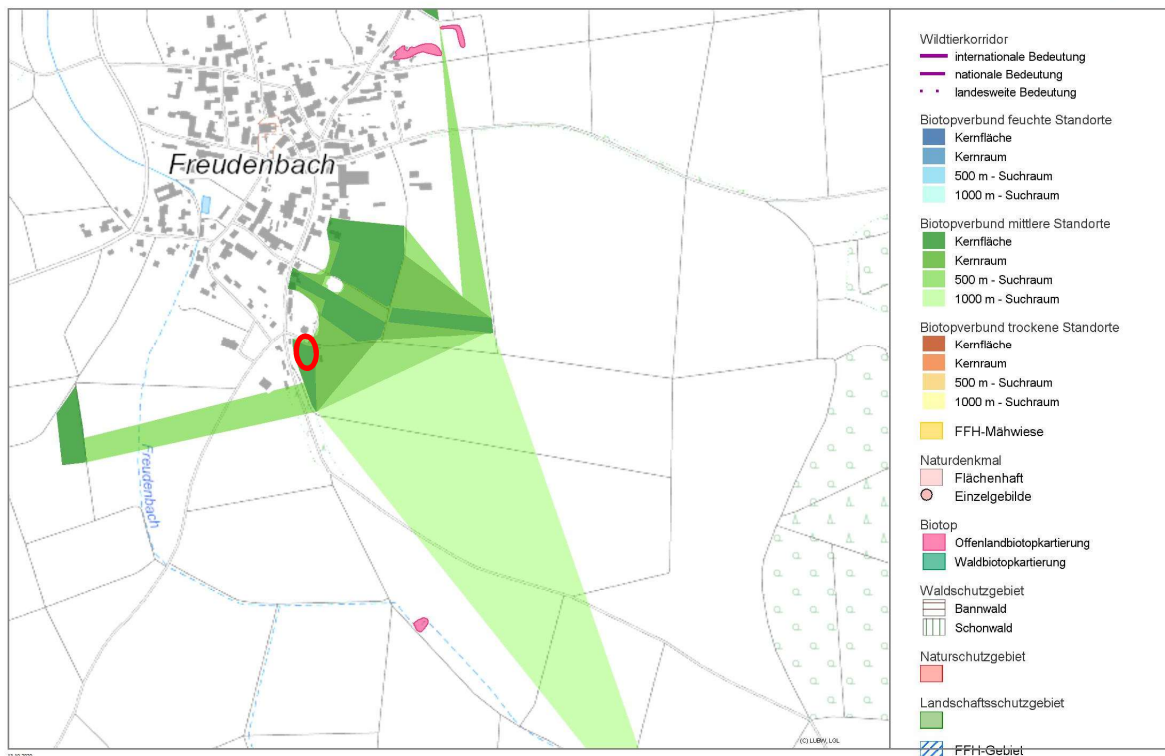 Freudenbach
Freudenbach
(C) LUBW, LGL
Wildtierkorridor
internationale Bedeutung
nationale Bedeutung
landesweite Bedeutung
Biotopverbund feuchte Standorte
Kernfläche
Kernraum
500 m - Suchraum
1000 m - Suchraum
Biotopverbund mittlere Standorte
Kernfläche
Kernraum
500 m - Suchraum
1000 m - Suchraum
Biotopverbund trockene Standorte
Kernfläche
Kernraum
500 m - Suchraum
1000 m - Suchraum
FFH-Mähwiese
Naturdenkmal
Flächenhaft
Einzelgebilde
Biotop
Offenlandbiotopkartierung
Waldbiotopkartierung
Waldschutzgebiet
Bannwald
Schonwald
Naturschutzgebiet
Landschaftsschutzgebiet
FFH-Gebiet